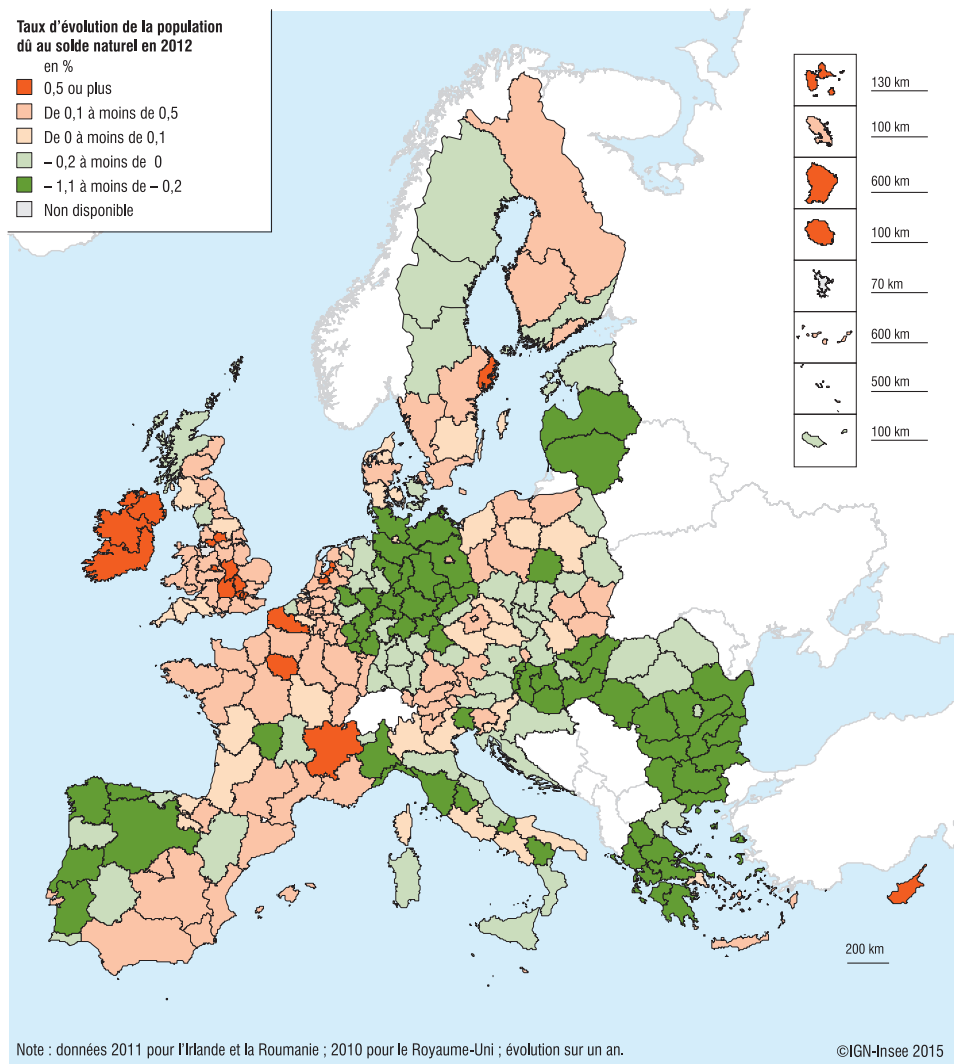 Taux d'évolution de la population
dû au solde naturel en 2012
en %
0,5 ou plus
De 0,1 à moins de 0,5
De 0 à moins de 0,1
– 0,2 à moins de 0
– 1,1 à moins de – 0,2
Non disponible
130 km
100 km
600 km
100 km
70 km
600 km
500 km
100 km
200 km
Note : données 2011 pour l'Irlande et la Roumanie ; 2010 pour le Royaume-Uni ; évolution sur un an.
©IGN-Insee 2015